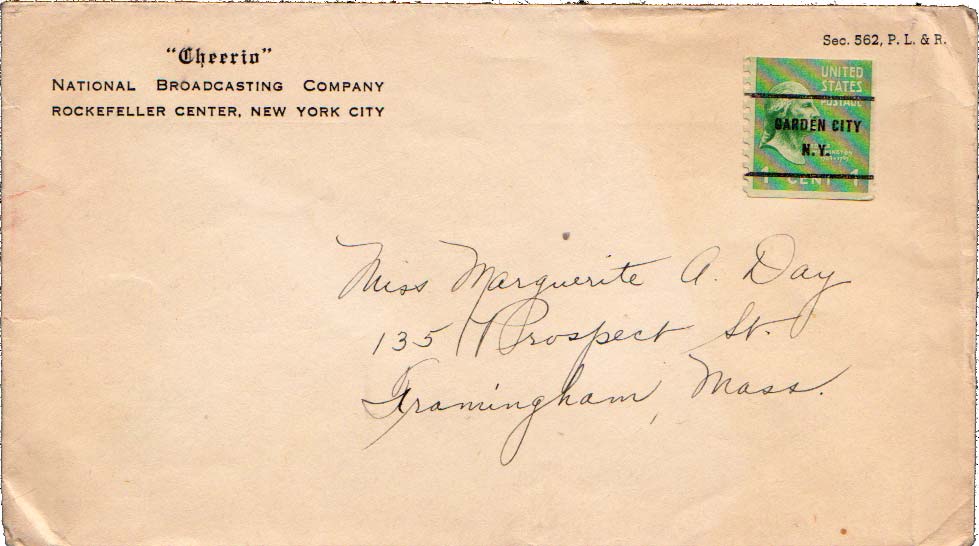 "Cheerio"
NATIONAL BROADCASTING COMPANY
ROCKEFELLER CENTER, NEW YORK CITY
Sec. 562, P. L. & R.
UNITED
STATES
POSTAGE
GARDEN CITY
N.Y.
1 CENT 1
Miss Marguerite A. Day
135 Prospect St.
Framingham, Mass.